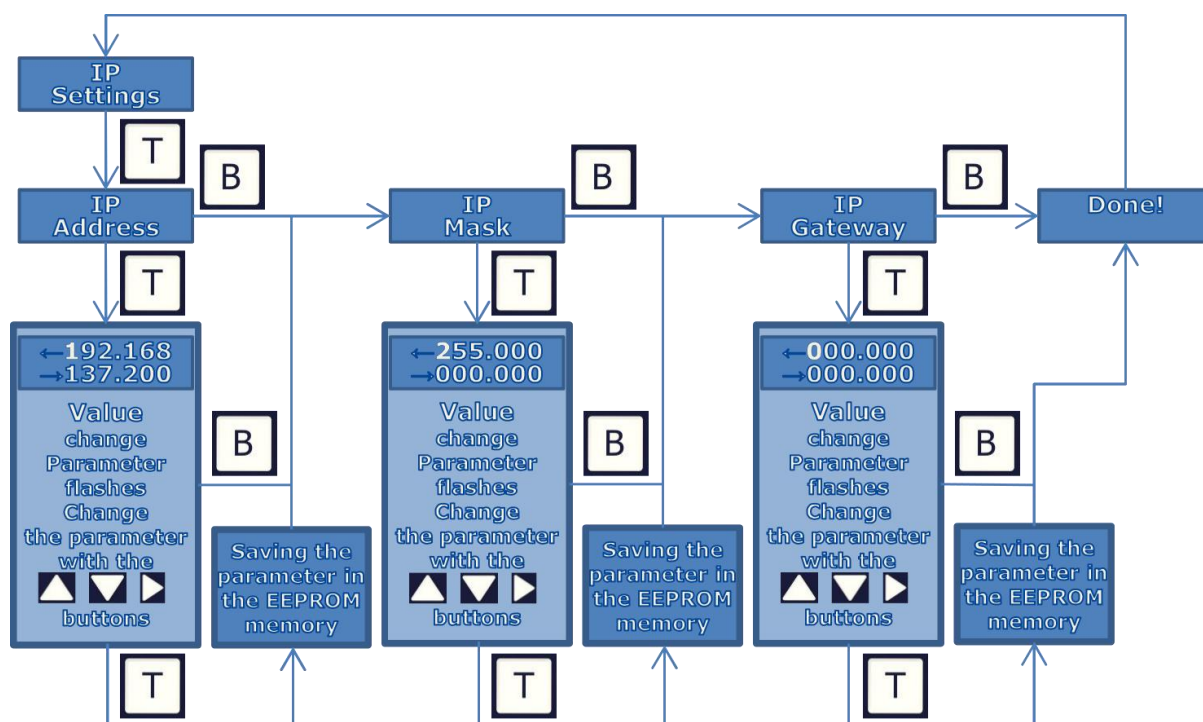 IP
Settings
T
B
B
B
IP
Address
IP
Mask
IP
Gateway
Done!
T
T
T
←192.168
→137.200
Value
change
Parameter
flashes
Change
the parameter
with the
buttons
B
Saving the
parameter in
the EEPROM
memory
T
←255.000
→000.000
Value
change
Parameter
flashes
Change
the parameter
with the
buttons
B
Saving the
parameter in
the EEPROM
memory
T
←000.000
→000.000
Value
change
Parameter
flashes
Change
the parameter
with the
buttons
B
Saving the
parameter in
the EEPROM
memory
T